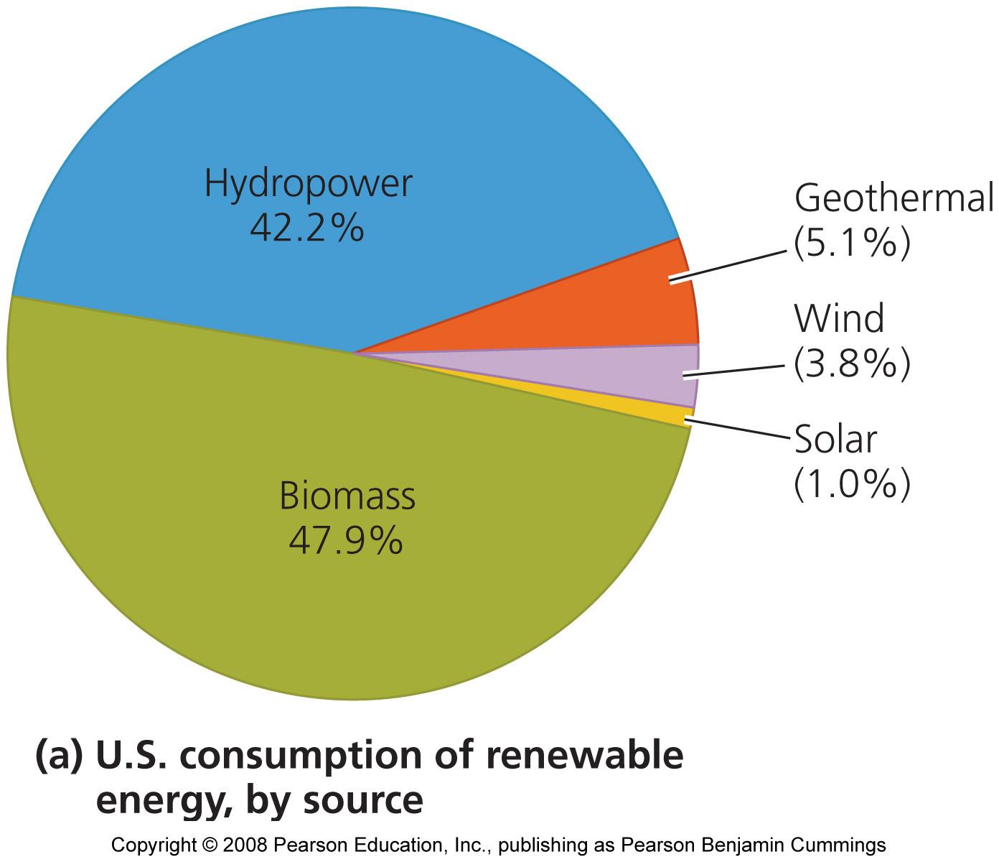 Hydropower
42.2%
Geothermal
(5.1%)
Wind
(3.8%)
Solar
(1.0%)
Biomass
47.9%
(a) U.S. consumption of renewable
energy, by source
Copyright © 2008 Pearson Education, Inc., publishing as Pearson Benjamin Cummings